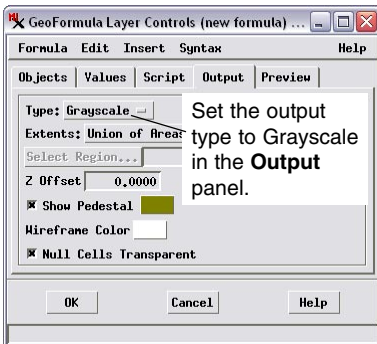 GeoFormula Layer Controls (new formula) ...
Formula Edit Insert Syntax Help
Objects Values Script Output Preview
Type: Grayscale
Extents: Union of Areas
Select Region...
Z Offset 0.0000
Show Pedestal
Wireframe Color
Null Cells Transparent
Set the output
type to Grayscale
in the Output
panel.
OK Cancel Help